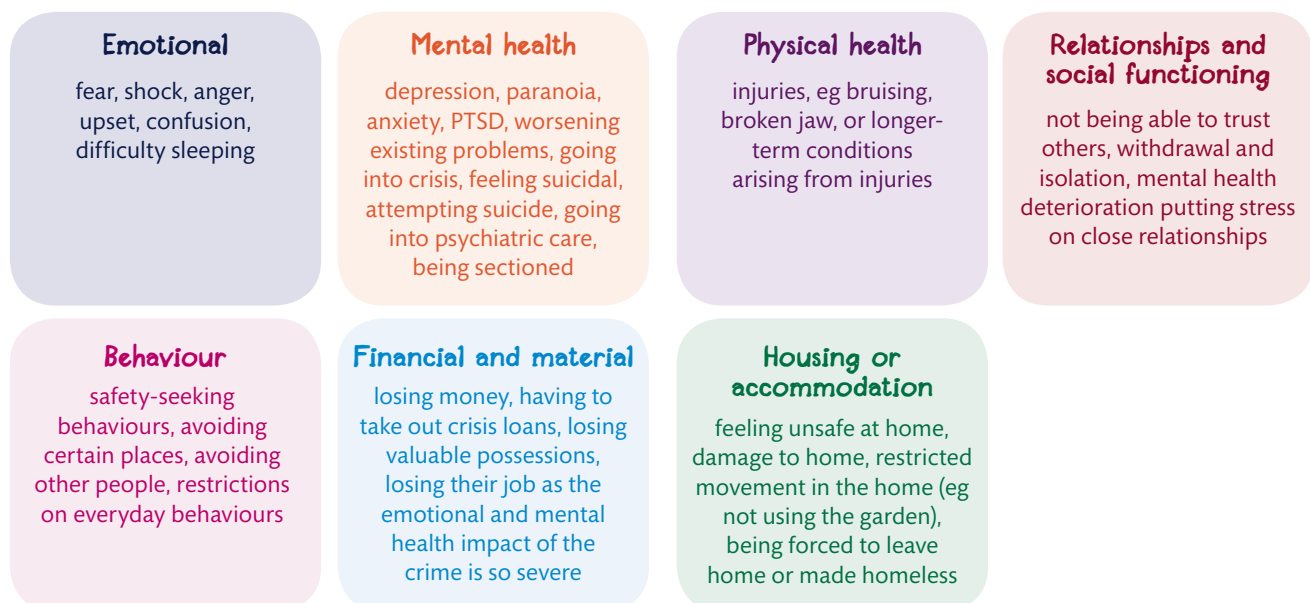 Emotional
fear, shock, anger,
upset, confusion,
difficulty sleeping
Mental health
depression, paranoia,
anxiety, PTSD, worsening
existing problems, going
into crisis, feeling suicidal,
attempting suicide, going
into psychiatric care,
being sectioned
Physical health
injuries, eg bruising,
broken jaw, or longer-
term conditions
arising from injuries
Relationships and
social functioning
not being able to trust
others, withdrawal and
isolation, mental health
deterioration putting stress
on close relationships
Behaviour
safety-seeking
behaviours, avoiding
certain places, avoiding
other people, restrictions
on everyday behaviours
Financial and material
losing money, having to
take out crisis loans, losing
valuable possessions,
losing their job as the
emotional and mental
health impact of the
crime is so severe
Housing or
accommodation
feeling unsafe at home,
damage to home, restricted
movement in the home (eg
not using the garden),
being forced to leave
home or made homeless